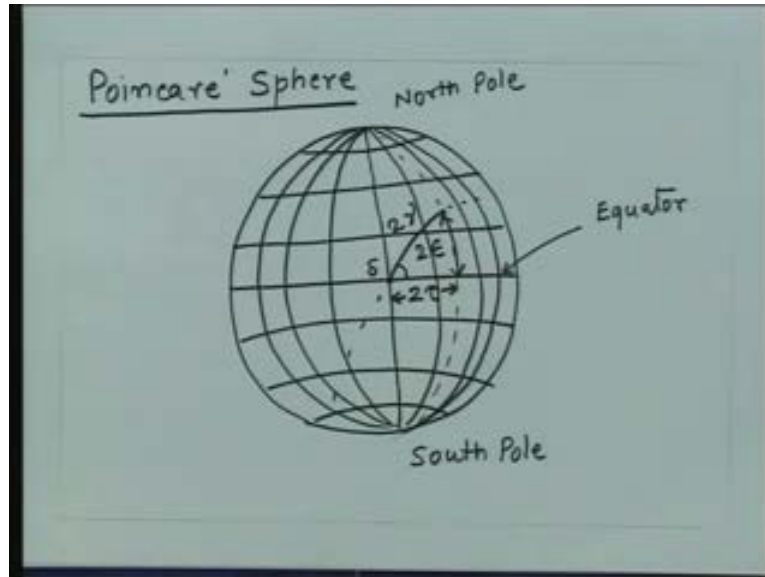 Poincare' Sphere
North Pole
Equator
2γ
2ε
δ
2τ
South Pole